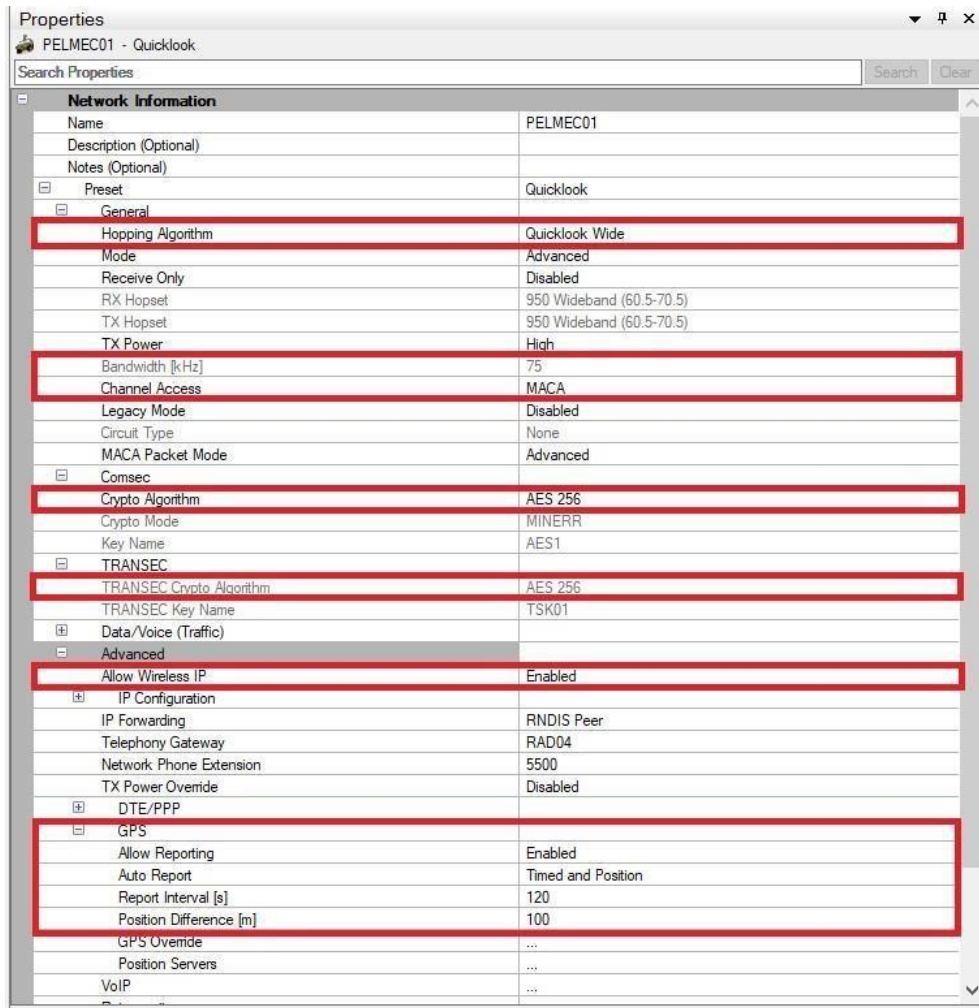 Properties
PELMEC01 - Quicklook
Search Properties Search Clear
Network Information
Name PELMEC01
Description (Optional)
Notes (Optional)
Preset Quicklook
General
Hopping Algorithm Quicklook Wide
Mode Advanced
Receive Only Disabled
RX Hopset 950 Wideband (60.5-70.5)
TX Hopset 950 Wideband (60.5-70.5)
TX Power High
Bandwidth [kHz] 75
Channel Access MACA
Legacy Mode Disabled
Circuit Type None
MACA Packet Mode Advanced
Comsec
Crypto Algorithm AES 256
Crypto Mode MINERR
Key Name AES1
TRANSEC
TRANSEC Crypto Algorithm AES 256
TRANSEC Key Name TSK01
Data/Voice (Traffic)
Advanced
Allow Wireless IP Enabled
IP Configuration
IP Forwarding RNDIS Peer
Telephony Gateway RAD04
Network Phone Extension 5500
TX Power Override Disabled
DTE/PPP
GPS
Allow Reporting Enabled
Auto Report Timed and Position
Report Interval [s] 120
Position Difference [m] 100
GPS Override ...
Position Servers ...
VoIP ...